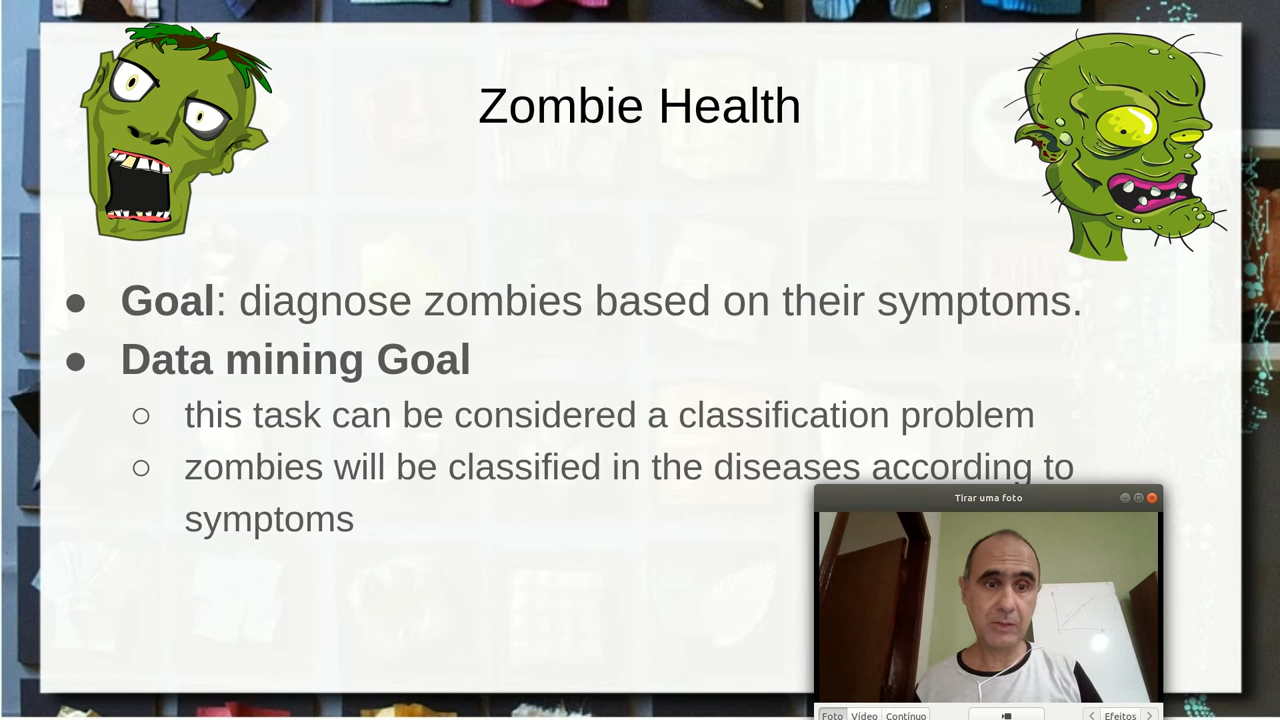 Zombie Health
● Goal: diagnose zombies based on their symptoms.
● Data mining Goal
○ this task can be considered a classification problem
○ zombies will be classified in the diseases according to
symptoms
Tirar uma foto
Foto Vídeo Contínuo Efeitos